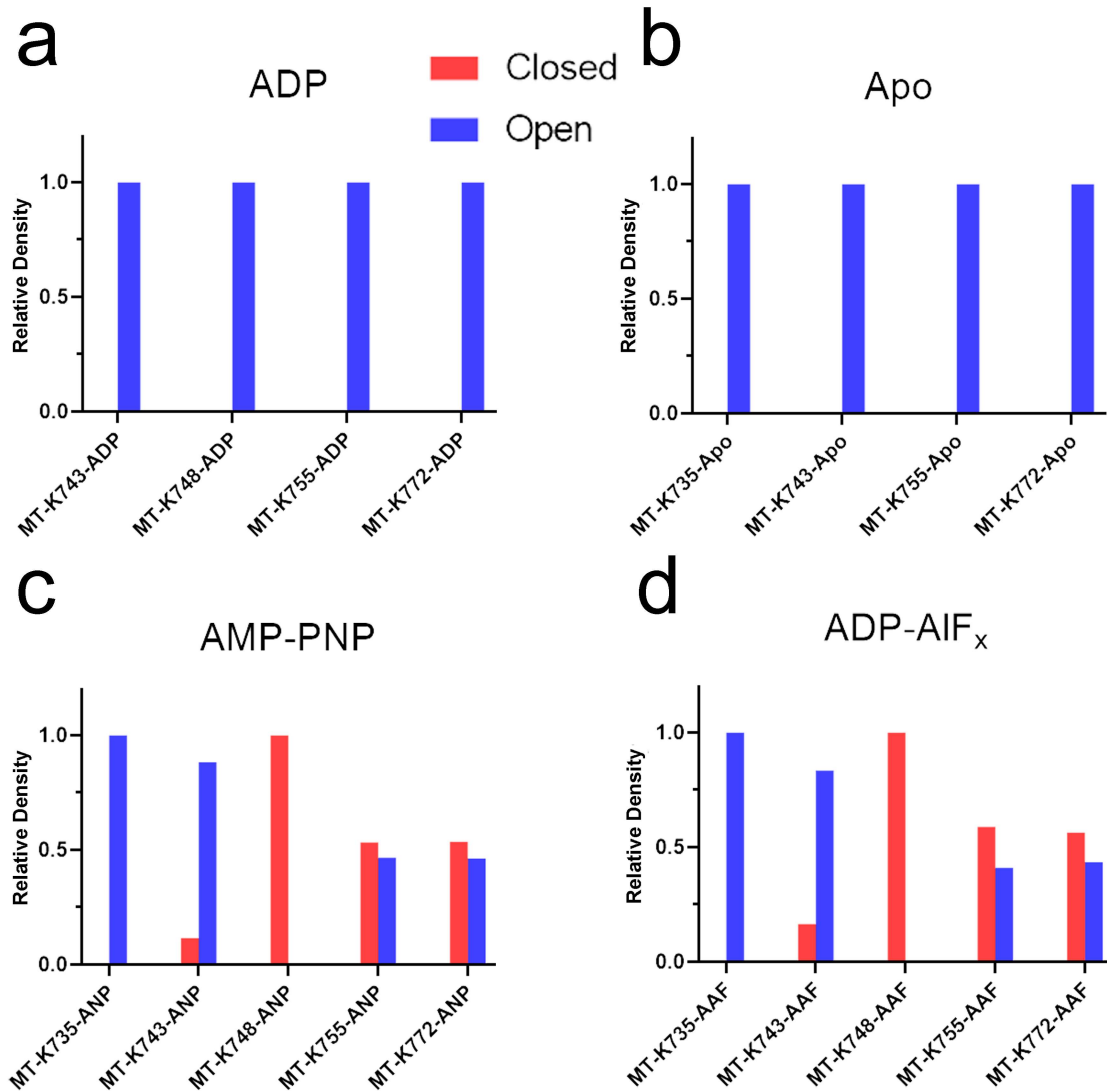 a
ADP
Closed
Open
Relative Density
1.0
0.5
0.0
MT-K743-ADP
MT-K748-ADP
MT-K755-ADP
MT-K772-ADP
b
Apo
Relative Density
1.0
0.5
0.0
MT-K735-Apo
MT-K743-Apo
MT-K755-Apo
MT-K772-Apo
c
AMP-PNP
Relative Density
1.0
0.5
0.0
MT-K735-ANP
MT-K743-ANP
MT-K748-ANP
MT-K755-ANP
MT-K772-ANP
d
ADP-AlFx
Relative Density
1.0
0.5
0.0
MT-K735-AAF
MT-K743-AAF
MT-K748-AAF
MT-K755-AAF
MT-K772-AAF